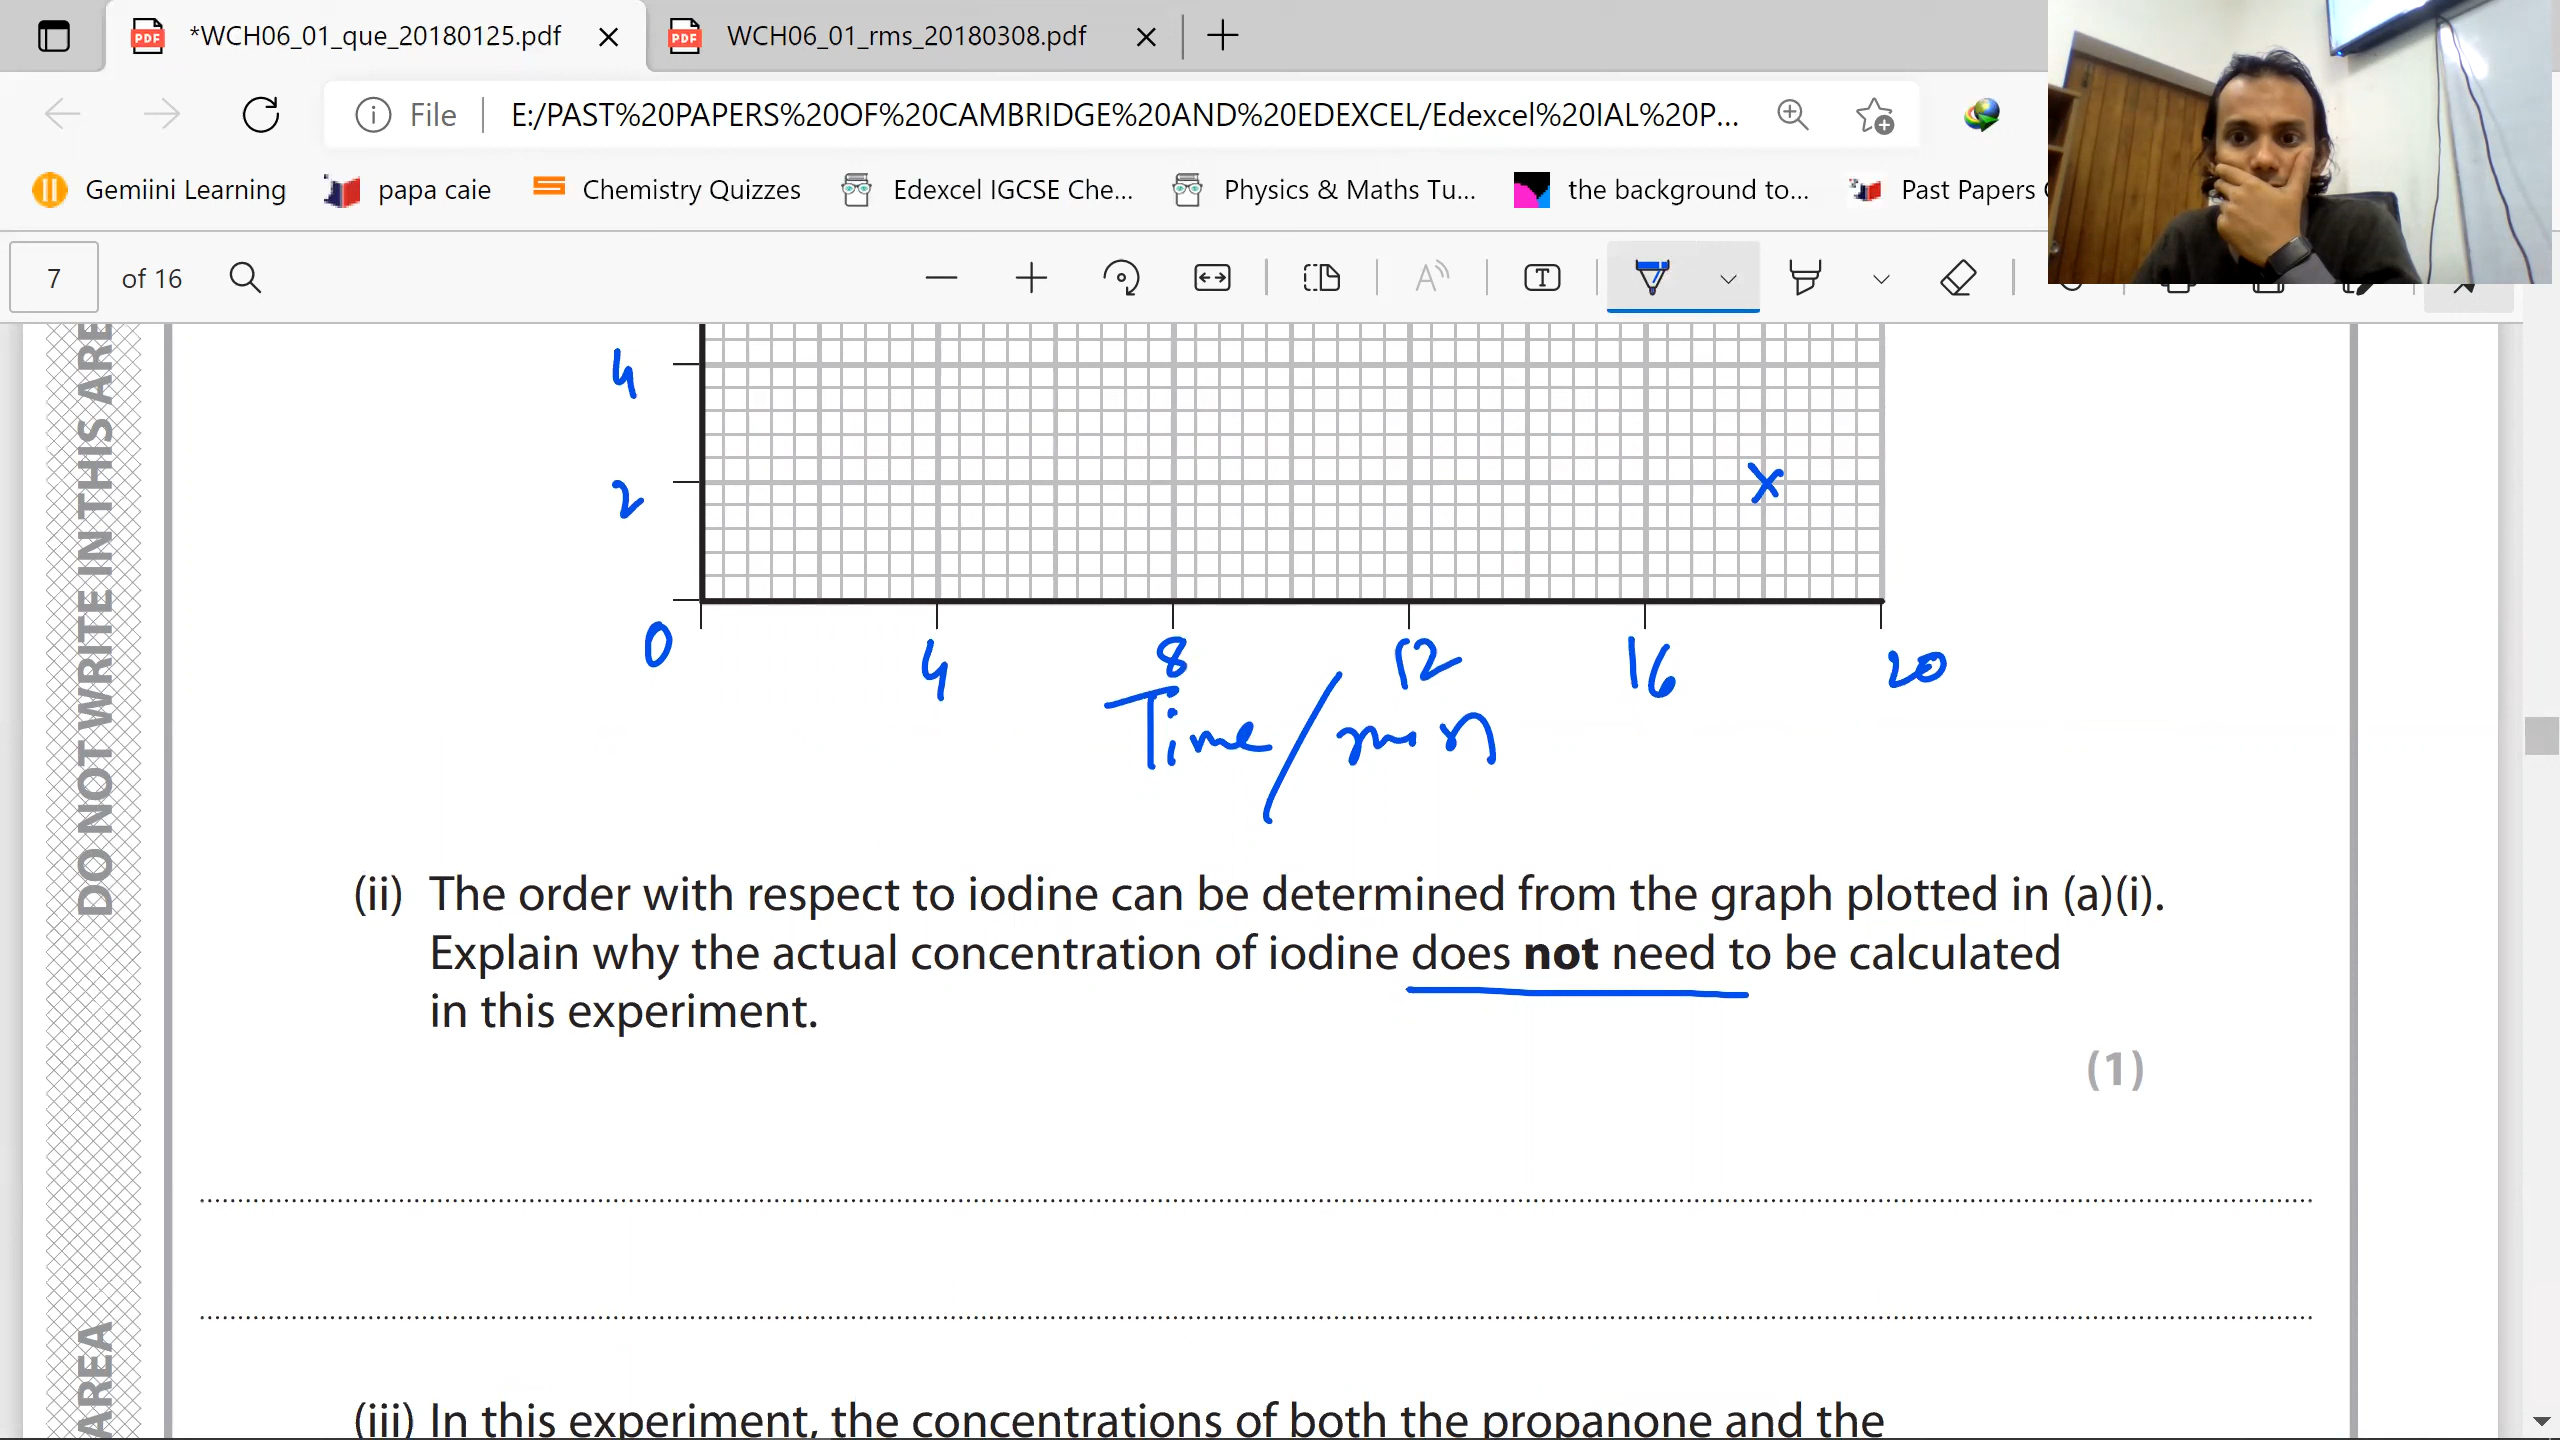 *WCH06_01_que_20180125.pdf
WCH06_01_rms_20180308.pdf
File
E:/PAST%20PAPERS%20OF%20CAMBRIDGE%20AND%20EDEXCEL/Edexcel%20IAL%20P...
Gemiini Learning
papa caie
Chemistry Quizzes
Edexcel IGCSE Che...
Physics & Maths Tu...
the background to...
Past Papers
7 of 16
DO NOT WRITE IN THIS ARE
4
2
0
4
8
12
16
20
Time/min
(ii) The order with respect to iodine can be determined from the graph plotted in (a)(i).
Explain why the actual concentration of iodine does not need to be calculated
in this experiment.
(1)
AREA
(iii) In this experiment, the concentrations of both the propanone and the